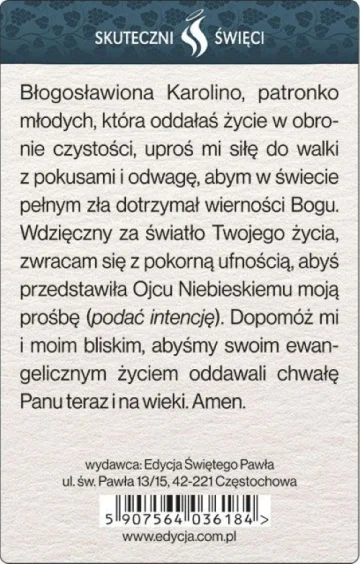 SKUTECZNI ŚWIĘCI
Błogosławiona Karolino, patronko
młodych, która oddałaś życie w obro-
nie czystości, uproś mi siłę do walki
z pokusami i odwagę, abym w świecie
pełnym zła dotrzymał wierności Bogu.
Wdzięczny za światło Twojego życia,
zwracam się z pokorną ufnością, abyś
przedstawiła Ojcu Niebieskiemu moją
prośbę (podać intencję). Dopomóż mi
i moim bliskim, abyśmy swoim ewan-
gelicznym życiem oddawali chwałę
Panu teraz i na wieki. Amen.
wydawca: Edycja Świętego Pawła
ul. św. Pawła 13/15, 42-221 Częstochowa
5 907564 036184 >
www.edycja.com.pl